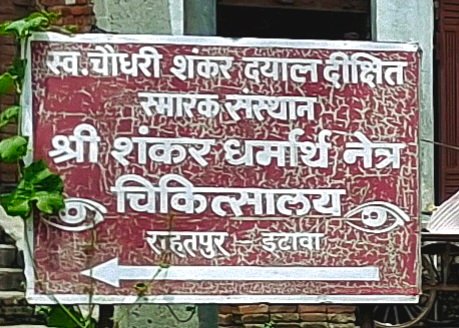 स्व. चौधरी शंकर दयाल दीक्षित
स्मारक संस्थान
श्री शंकर धर्मार्थ नेत्र
चिकित्सालय
राहतपुर - इटावा